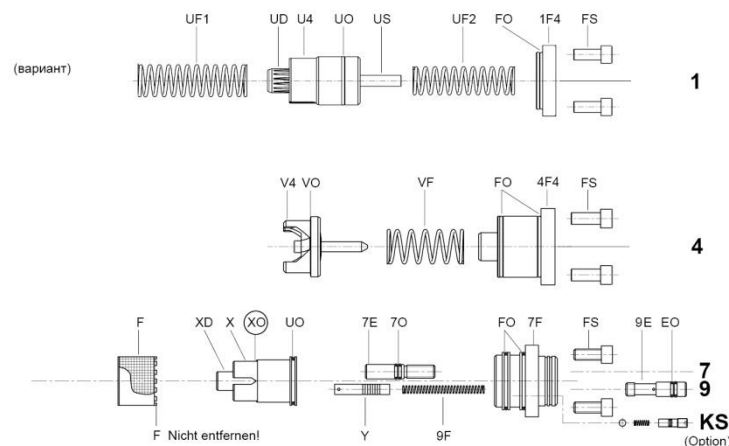 UF1 UD U4 UO US UF2 FO 1F4 FS
(вариант)
1
V4 VO VF FO 4F4 FS
4
F XD X XO UO 7E 7O FO 7F FS 9E EO
7
9
F Nicht entfernen! Y 9F KS
(Option)